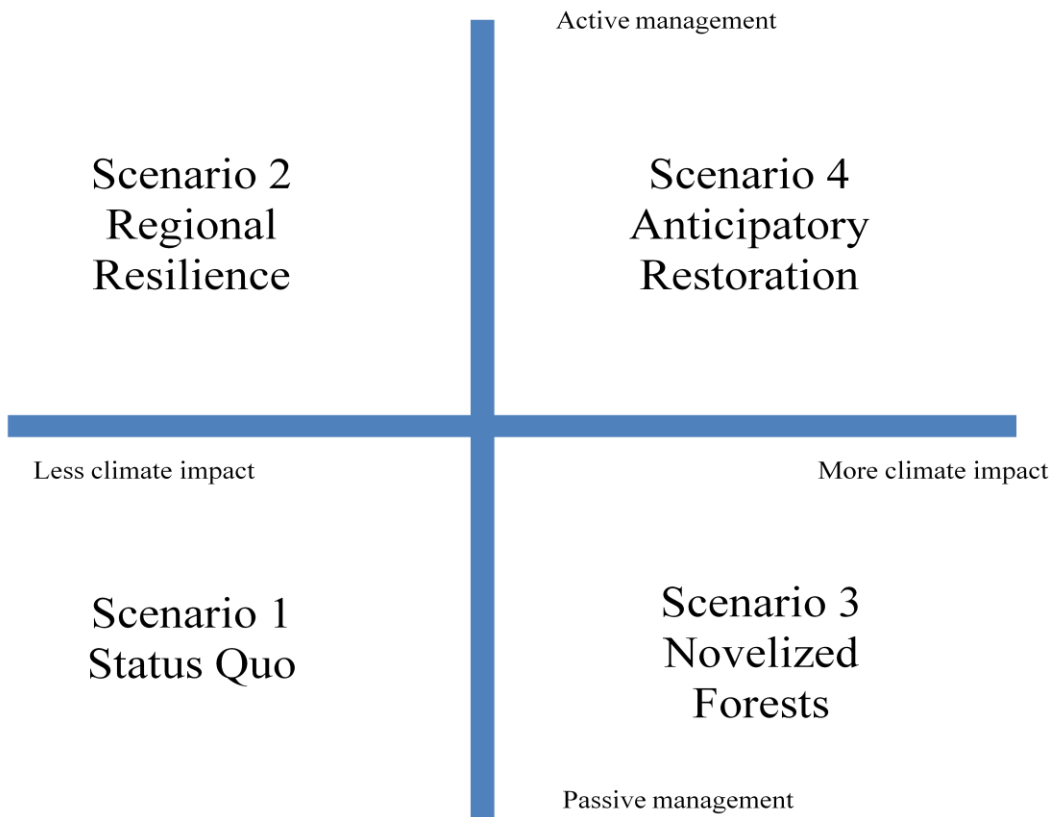 Active management
Scenario 2
Regional
Resilience
Scenario 4
Anticipatory
Restoration
Less climate impact
More climate impact
Scenario 1
Status Quo
Scenario 3
Novelized
Forests
Passive management